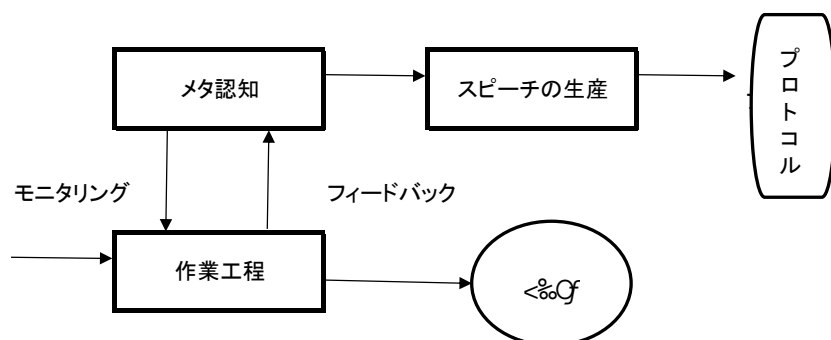 メタ認知
スピーチの生産
プロトコル
モニタリング
フィードバック
作業工程